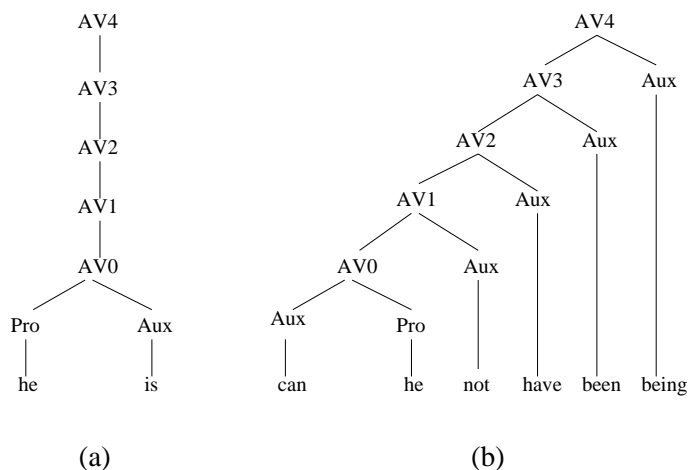 AV4 AV4
AV3 AV3 Aux
AV2 AV2 Aux
AV1 AV1 Aux
AV0 AV0 Aux
Pro Aux Aux Pro
he is can he not have been being
(a) (b)